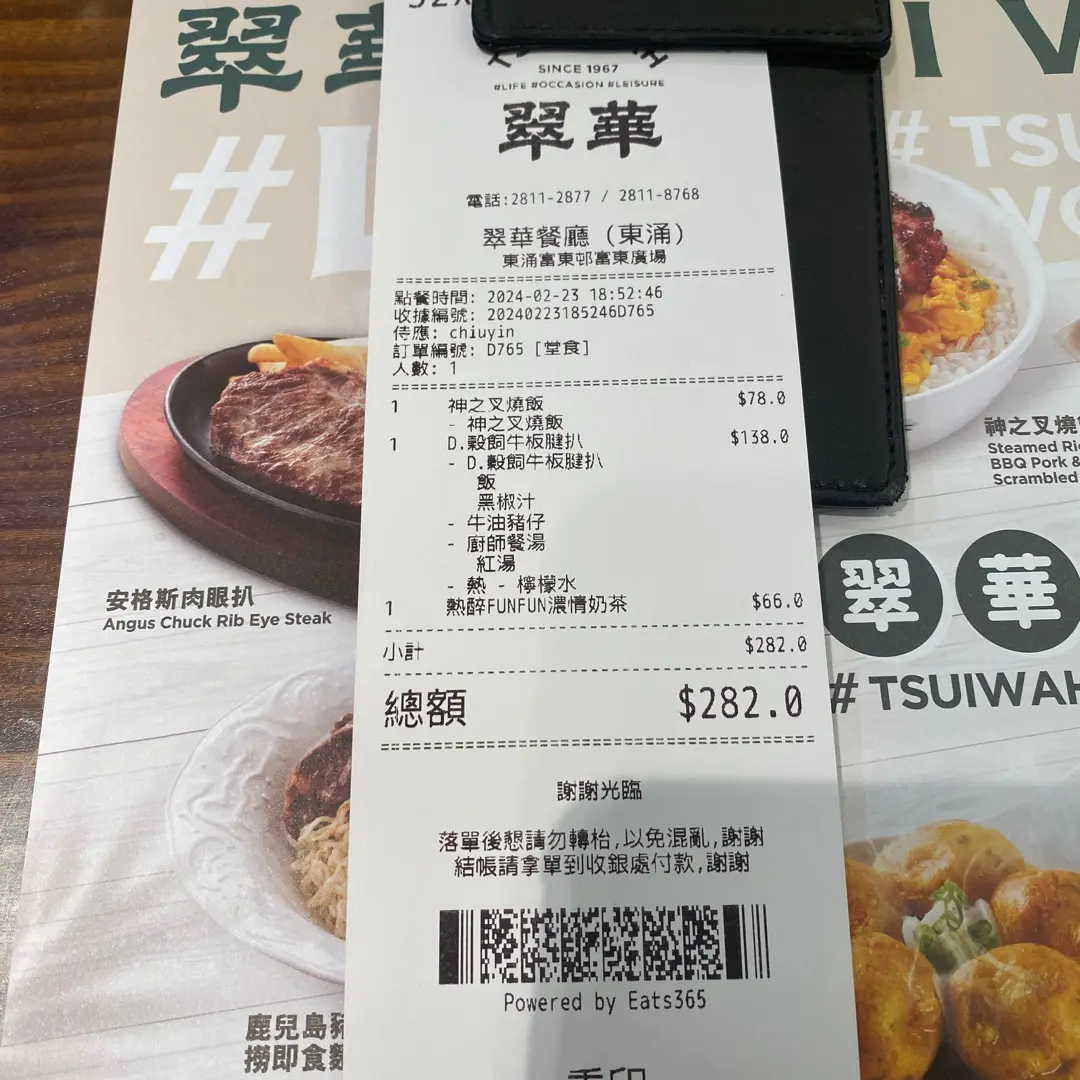 翠
SINCE 1967
#LIFE #OCCASION #LEISURE
翠華
電話:2811-2877 / 2811-8768
翠華餐廳 (東涌)
東涌富東邨富東廣場
點餐時間: 2024-02-23 18:52:46
收據編號: 20240223185246D765
侍應: chiuyin
訂單編號: D765 [堂食]
人數: 1
1 神之叉燒飯 $78.0
- 神之叉燒飯
1 D.穀飼牛板腱扒 $138.0
- D.穀飼牛板腱扒
飯
黑椒汁
- 牛油豬仔
- 廚師餐湯
紅湯
- 熱 - 檸檬水
1 熱醉FUNFUN濃情奶茶 $66.0
小計 $282.0
總額 $282.0
謝謝光臨
落單後懇請勿轉枱,以免混亂,謝謝
結帳請拿單到收銀處付款,謝謝
Powered by Eats365
安格斯肉眼扒
Angus Chuck Rib Eye Steak
鹿兒島
撈即食麵
# TSU
神之叉燒
Steamed
BBQ Pork &
Scrambled
翠華
# TSUIWAH